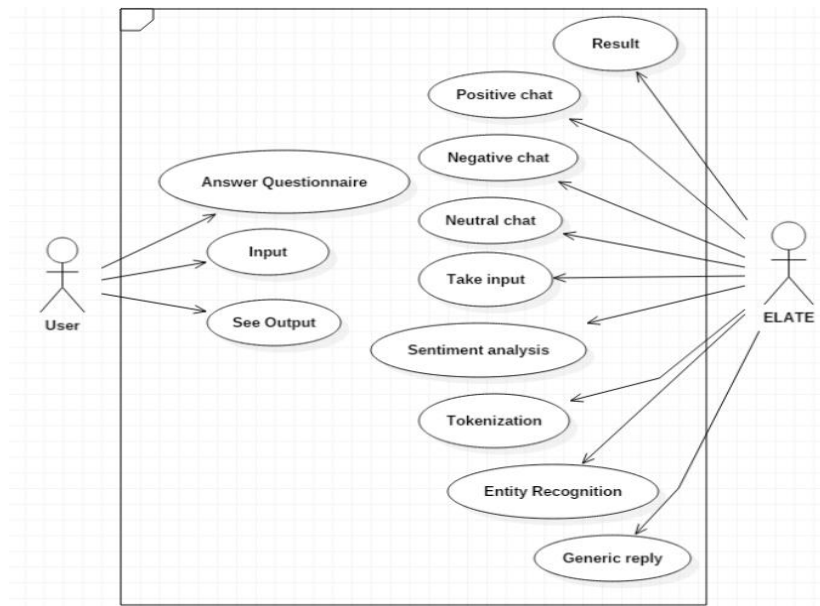 Result
Positive chat
Negative chat
Answer Questionnaire
Neutral chat
Input
Take input
User
ELATE
See Output
Sentiment analysis
Tokenization
Entity Recognition
Generic reply